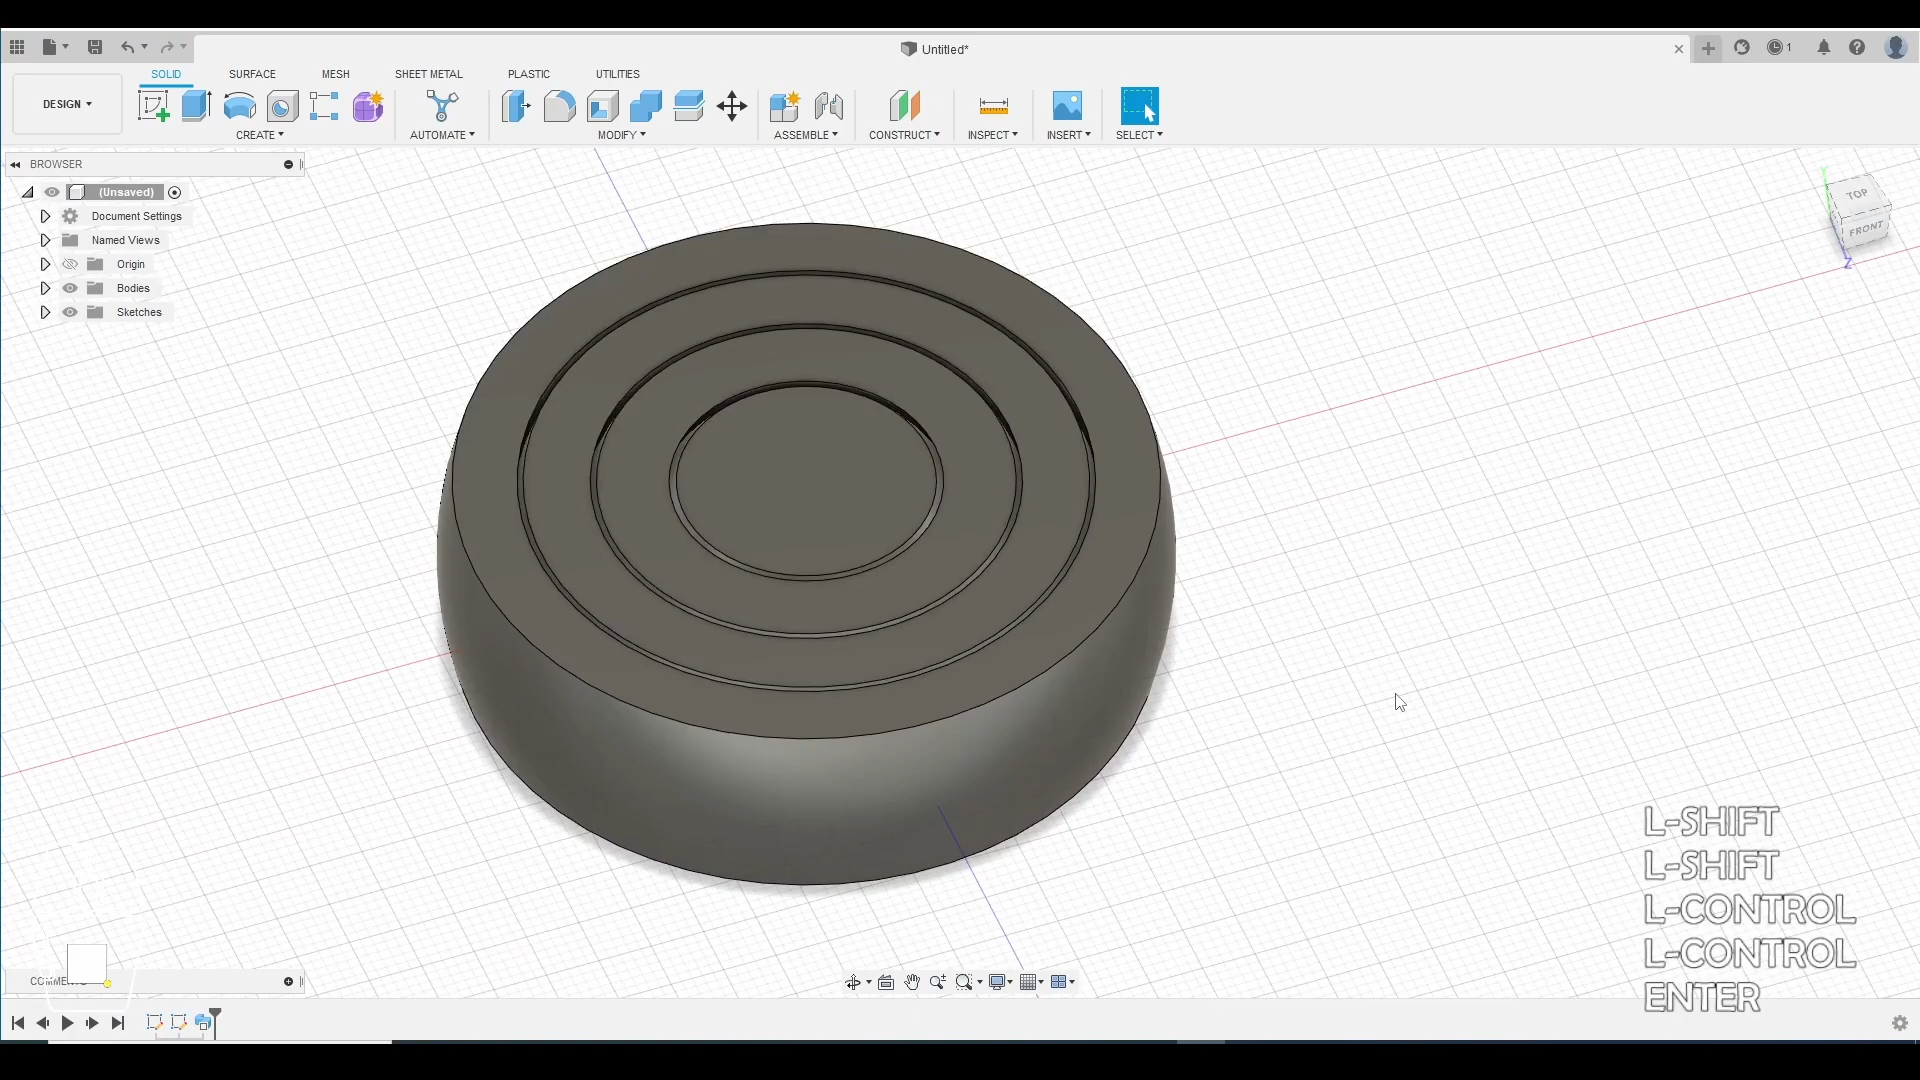 Untitled*
1
SOLID
SURFACE
MESH
SHEET METAL
PLASTIC
UTILITIES
DESIGN
CREATE
AUTOMATE
MODIFY
ASSEMBLE
CONSTRUCT
INSPECT
INSERT
SELECT
BROWSER
(Unsaved)
Document Settings
Named Views
Origin
Bodies
Sketches
Y
TOP
FRONT
Z
L-SHIFT
L-SHIFT
L-CONTROL
L-CONTROL
ENTER